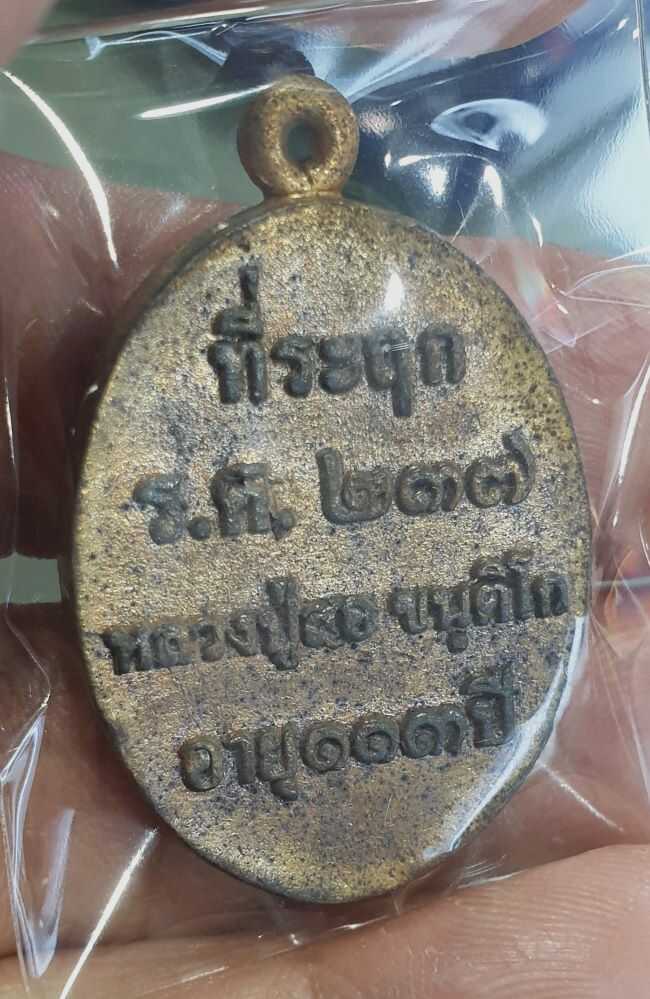 ที่ระฤก
ร.ศ. ๒๓๗
หลวงปู่สอ ขนฺติโก
อายุ๑๑๓ปี